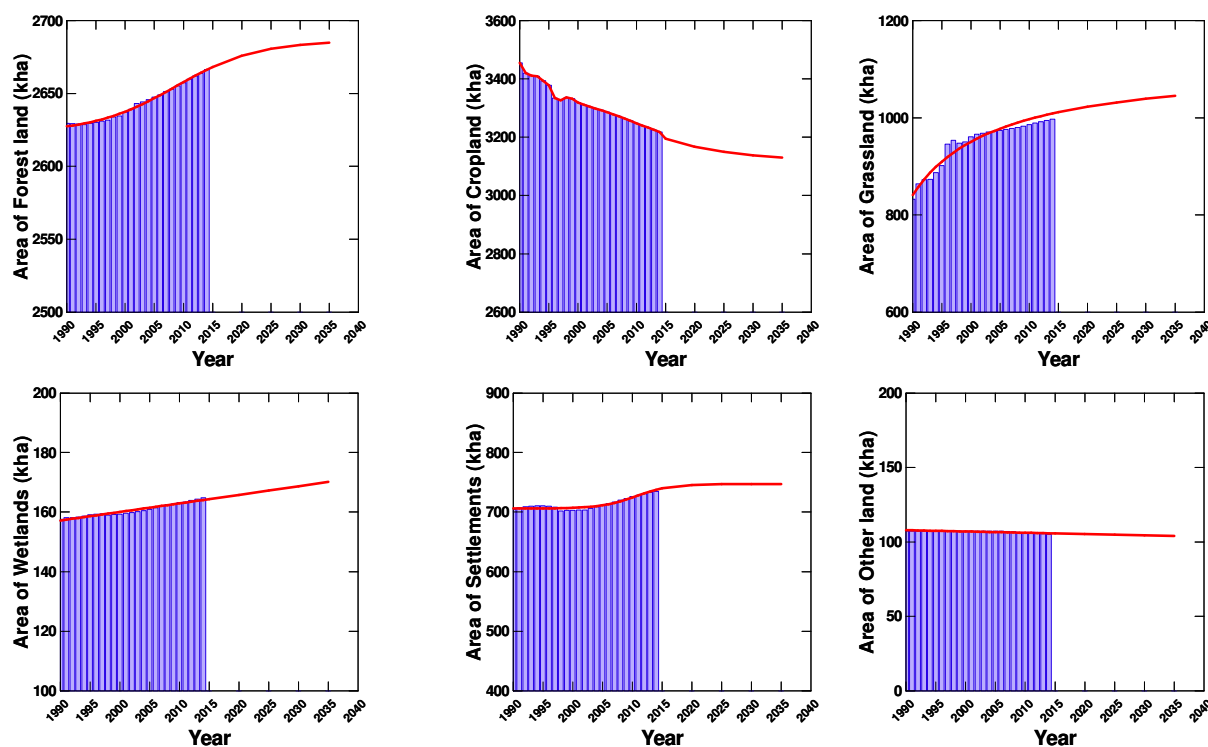 Area of Forest land (kha)
2700
2650
2600
2550
2500
1990 1995 2000 2005 2010 2015 2020 2025 2030 2035 2040
Year
Area of Cropland (kha)
3600
3400
3200
3000
2800
2600
1990 1995 2000 2005 2010 2015 2020 2025 2030 2035 2040
Year
Area of Grassland (kha)
1200
1000
800
600
1990 1995 2000 2005 2010 2015 2020 2025 2030 2035 2040
Year
Area of Wetlands (kha)
200
180
160
140
120
100
1990 1995 2000 2005 2010 2015 2020 2025 2030 2035 2040
Year
Area of Settlements (kha)
900
800
700
600
500
400
1990 1995 2000 2005 2010 2015 2020 2025 2030 2035 2040
Year
Area of Other land (kha)
200
150
100
50
0
1990 1995 2000 2005 2010 2015 2020 2025 2030 2035 2040
Year